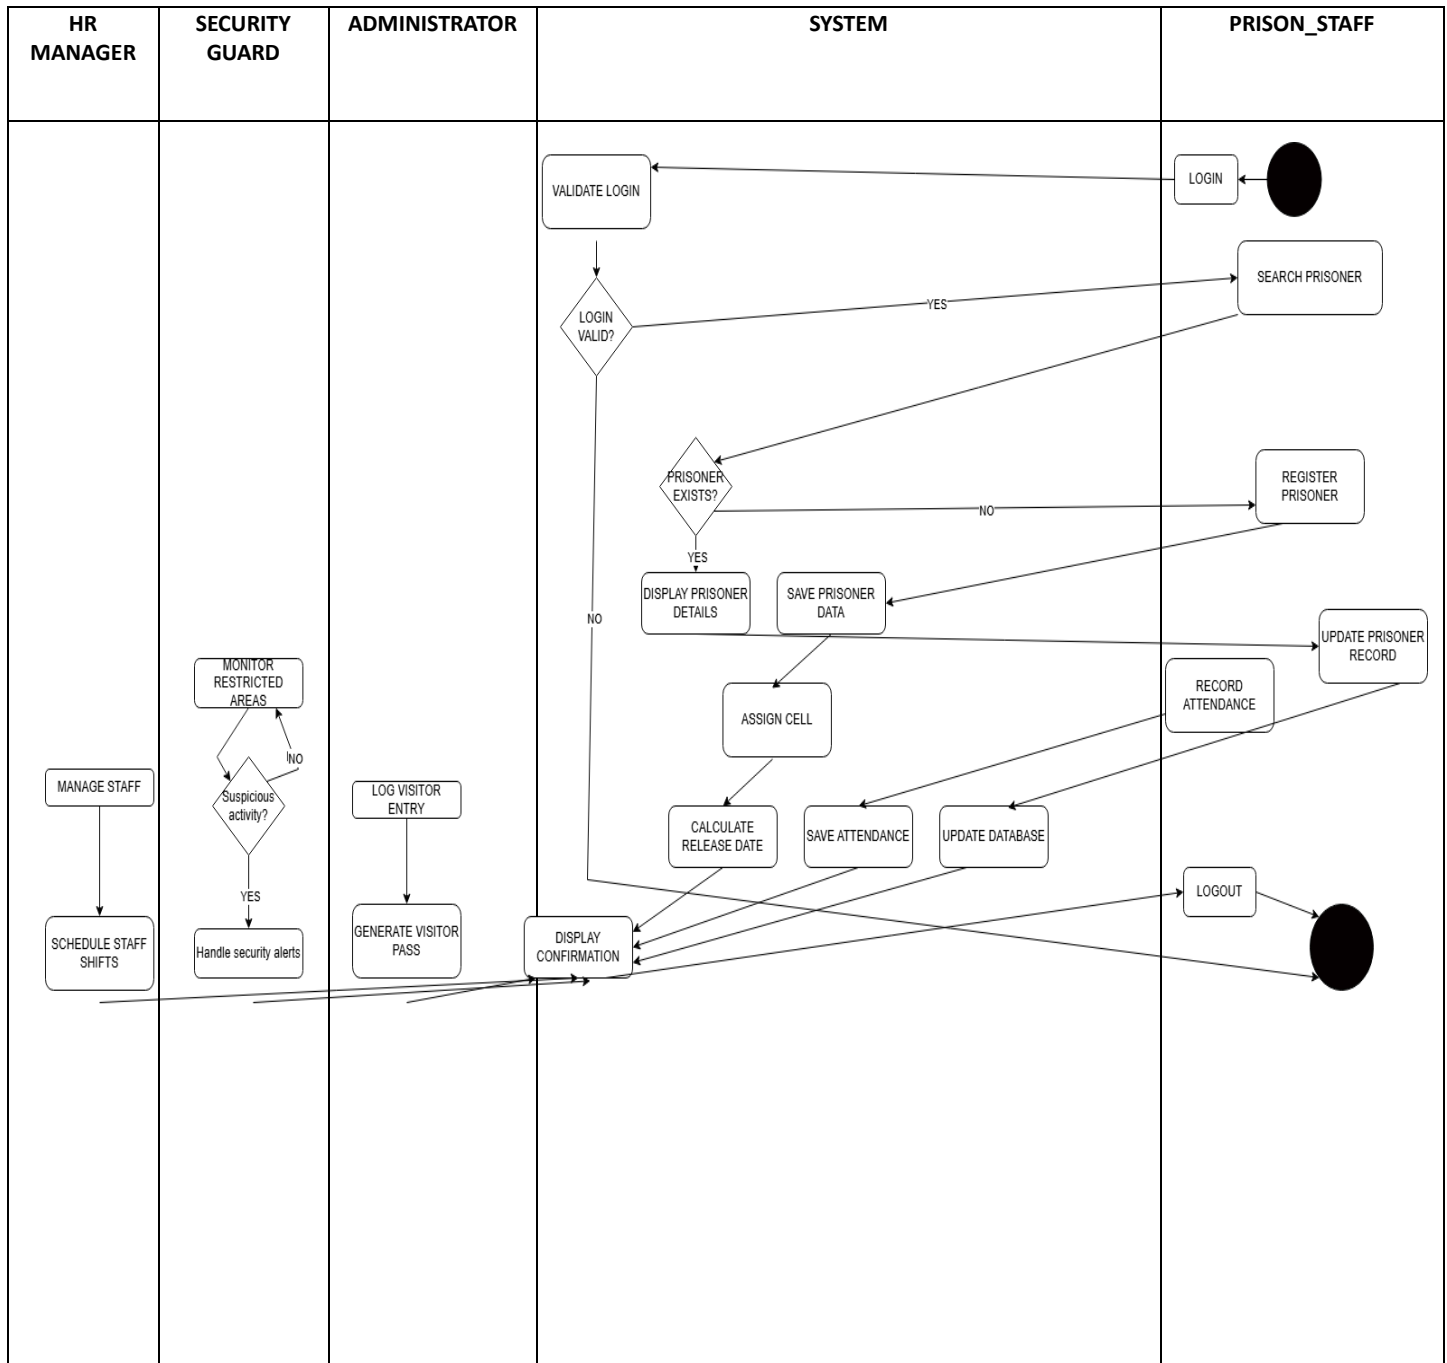 HR
MANAGER
SECURITY
GUARD
ADMINISTRATOR
SYSTEM
PRISON_STAFF
VALIDATE LOGIN
LOGIN
SEARCH PRISONER
LOGIN
VALID?
YES
PRISONER
EXISTS?
NO
REGISTER
PRISONER
YES
DISPLAY PRISONER
DETAILS
SAVE PRISONER
DATA
NO
UPDATE PRISONER
RECORD
MONITOR
RESTRICTED
AREAS
RECORD
ATTENDANCE
ASSIGN CELL
NO
MANAGE STAFF
Suspicious
activity?
LOG VISITOR
ENTRY
CALCULATE
RELEASE DATE
SAVE ATTENDANCE
UPDATE DATABASE
YES
LOGOUT
SCHEDULE STAFF
SHIFTS
Handle security alerts
GENERATE VISITOR
PASS
DISPLAY
CONFIRMATION